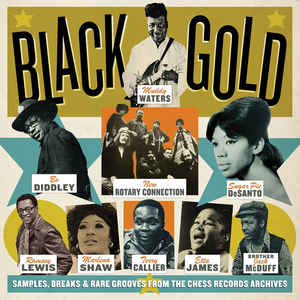 BLACK GOLD
Muddy
WATERS
Bo
DIDDLEY
New
ROTARY CONNECTION
Sugar Pie
DeSANTO
Ramsey
LEWIS
Marlena
SHAW
Terry
CALLIER
Etta
JAMES
BROTHER
Jack
McDUFF
SAMPLES, BREAKS & RARE GROOVES FROM THE CHESS RECORDS ARCHIVES